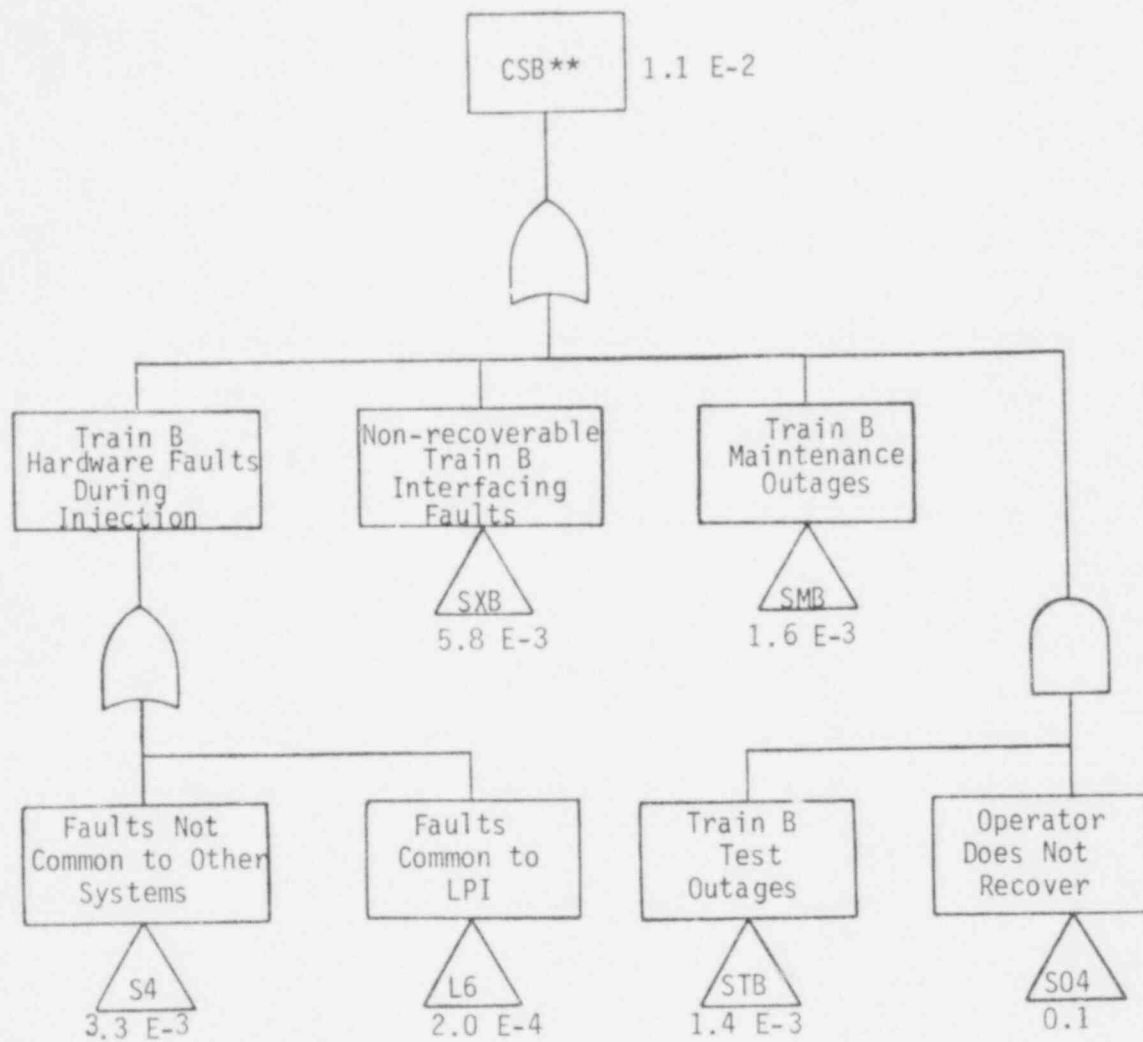 CSB** 1.1 E-2
Train B
Hardware Faults
During
Injection
Non-recoverable
Train B
Interfacing
Faults
Train B
Maintenance
Outages
SXB
5.8 E-3
SMB
1.6 E-3
Faults Not
Common to Other
Systems
Faults
Common to
LPI
Train B
Test
Outages
Operator
Does Not
Recover
S4
3.3 E-3
L6
2.0 E-4
STB
1.4 E-3
SO4
0.1